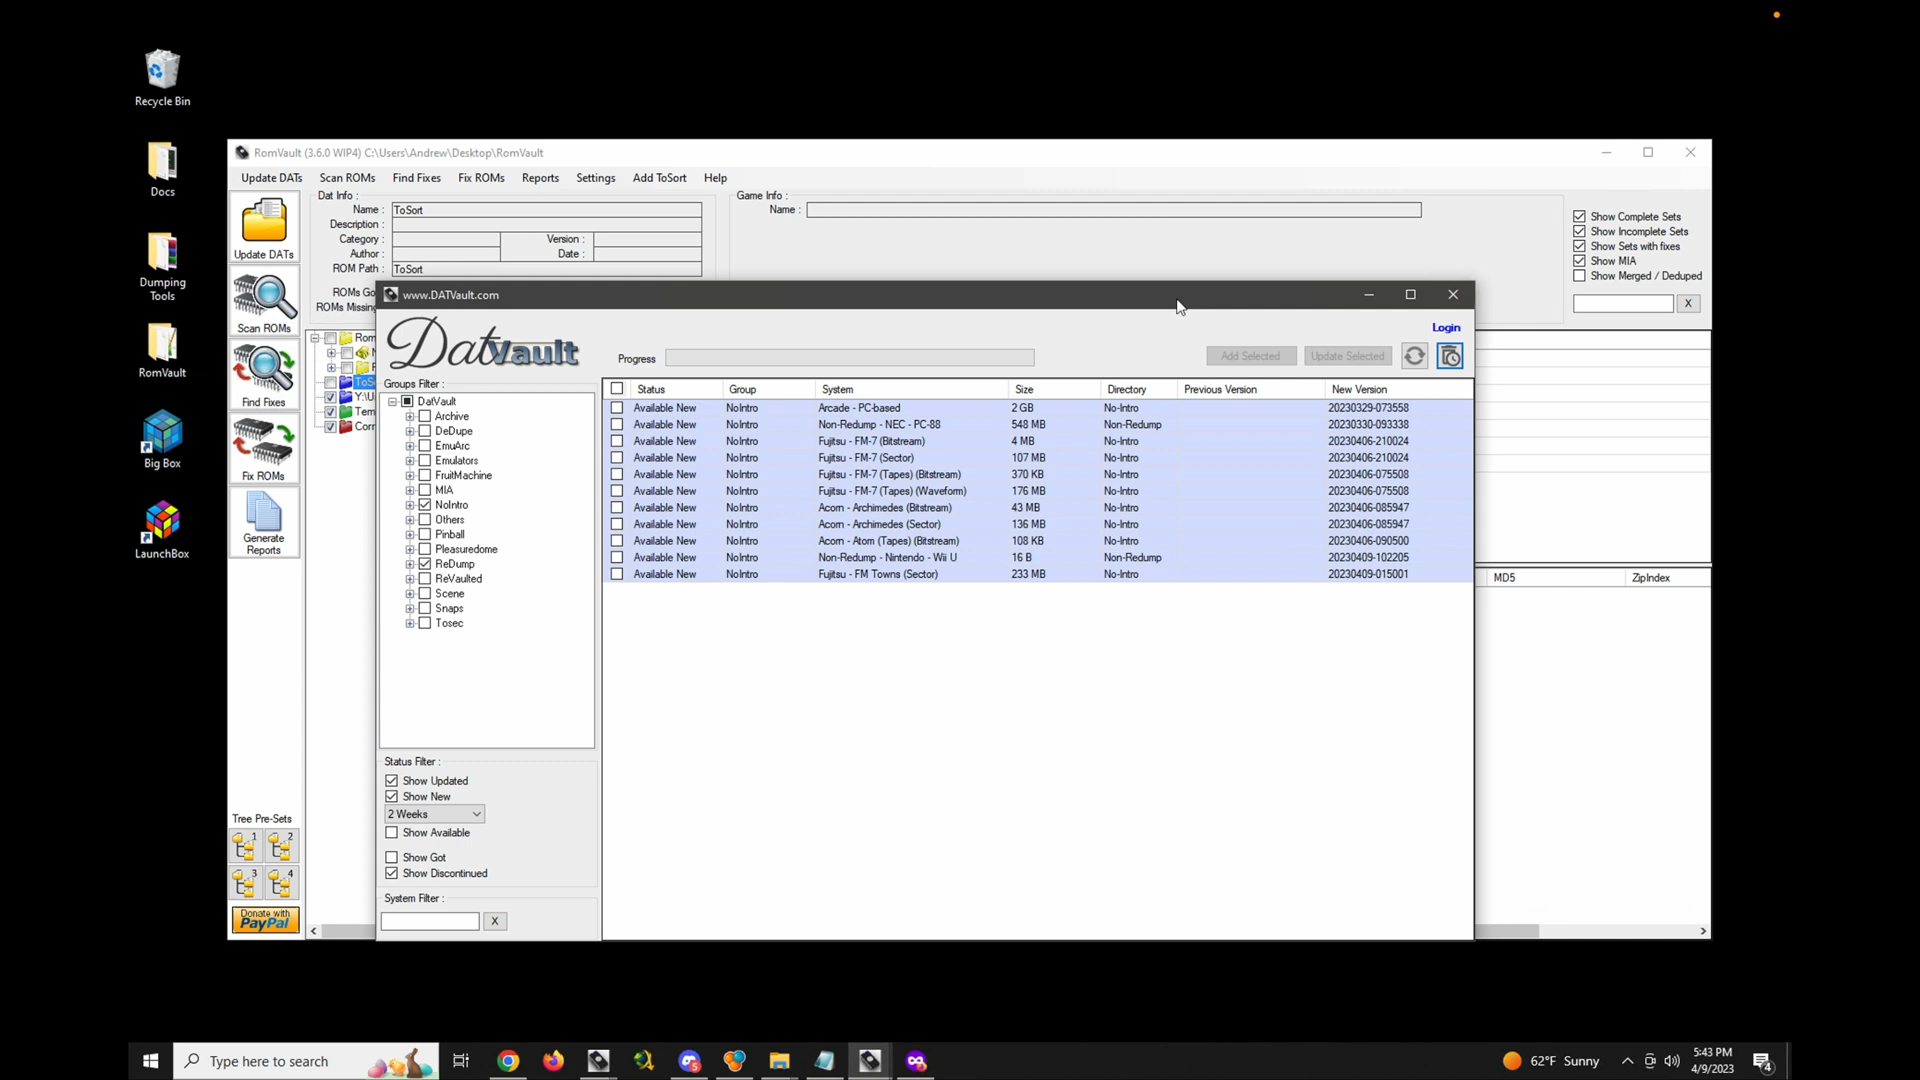 Recycle Bin
Docs
Dumping
Tools
RomVault
Big Box
LaunchBox
RomVault (3.6.0 WIP4) C:\Users\Andrew\Desktop\RomVault
Update DATs Scan ROMs Find Fixes Fix ROMs Reports Settings Add ToSort Help
Update DATs
Scan ROMs
Find Fixes
Fix ROMs
Generate
Reports
Tree Pre-Sets
1 2
3 4
Donate with
PayPal
Dat Info :
Name : ToSort
Description :
Category : Version :
Author : Date :
ROM Path : ToSort
ROMs Go
ROMs Missing
Game Info :
Name :
Show Complete Sets
Show Incomplete Sets
Show Sets with fixes
Show MIA
Show Merged / Deduped
X
Rom
ToS
Y:\U
Tem
Corr
MD5 ZipIndex
www.DATVault.com
DatVault
Progress
Login
Add Selected Update Selected
Groups Filter :
DatVault
Archive
DeDupe
EmuArc
Emulators
FruitMachine
MIA
NoIntro
Others
Pinball
Pleasuredome
ReDump
ReVaulted
Scene
Snaps
Tosec
Status Filter :
Show Updated
Show New
2 Weeks
Show Available
Show Got
Show Discontinued
System Filter :
X
Status Group System Size Directory Previous Version New Version
Available New NoIntro Arcade - PC-based 2 GB No-Intro 20230329-073558
Available New NoIntro Non-Redump - NEC - PC-88 548 MB Non-Redump 20230330-093338
Available New NoIntro Fujitsu - FM-7 (Bitstream) 4 MB No-Intro 20230406-210024
Available New NoIntro Fujitsu - FM-7 (Sector) 107 MB No-Intro 20230406-210024
Available New NoIntro Fujitsu - FM-7 (Tapes) (Bitstream) 370 KB No-Intro 20230406-075508
Available New NoIntro Fujitsu - FM-7 (Tapes) (Waveform) 176 MB No-Intro 20230406-075508
Available New NoIntro Acorn - Archimedes (Bitstream) 43 MB No-Intro 20230406-085947
Available New NoIntro Acorn - Archimedes (Sector) 136 MB No-Intro 20230406-085947
Available New NoIntro Acorn - Atom (Tapes) (Bitstream) 108 KB No-Intro 20230406-090500
Available New NoIntro Non-Redump - Nintendo - Wii U 16 B Non-Redump 20230409-102205
Available New NoIntro Fujitsu - FM Towns (Sector) 233 MB No-Intro 20230409-015001
Type here to search
5
62°F Sunny
5:43 PM
4/9/2023
4